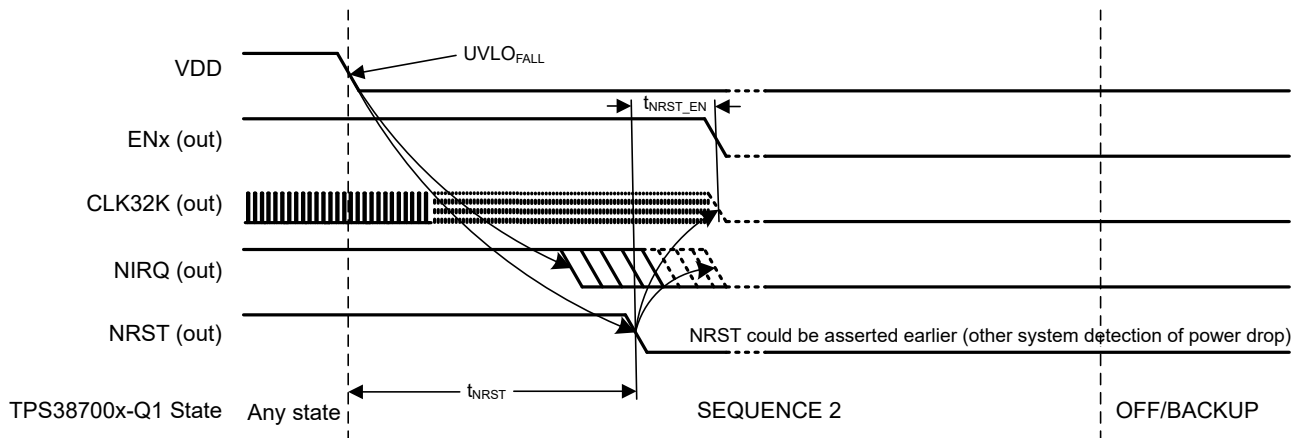 VDD
UVLOFALL
tNRST_EN
ENx (out)
CLK32K (out)
NIRQ (out)
NRST (out)
NRST could be asserted earlier (other system detection of power drop)
tNRST
TPS38700x-Q1 State
Any state
SEQUENCE 2
OFF/BACKUP